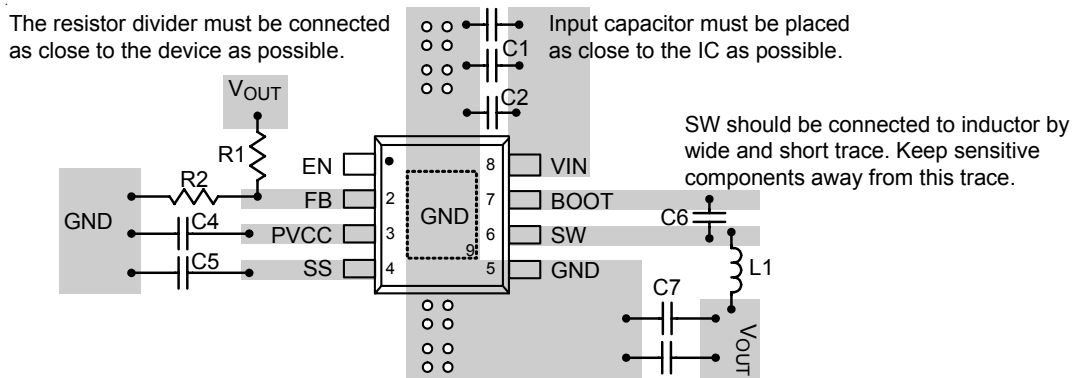 The resistor divider must be connected
as close to the device as possible.
Input capacitor must be placed
as close to the IC as possible.
C1
C2
VOUT
R1
R2
SW should be connected to inductor by
wide and short trace. Keep sensitive
components away from this trace.
EN
8
VIN
FB
2
7
BOOT
GND
GND
C4
PVCC
3
6
SW
C6
9
C5
SS
4
5
GND
L1
C7
VOUT